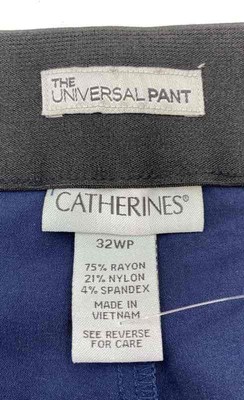 THE
UNIVERSAL PANT
CATHERINES®
32WP
75% RAYON
21% NYLON
4% SPANDEX
MADE IN
VIETNAM
SEE REVERSE
FOR CARE